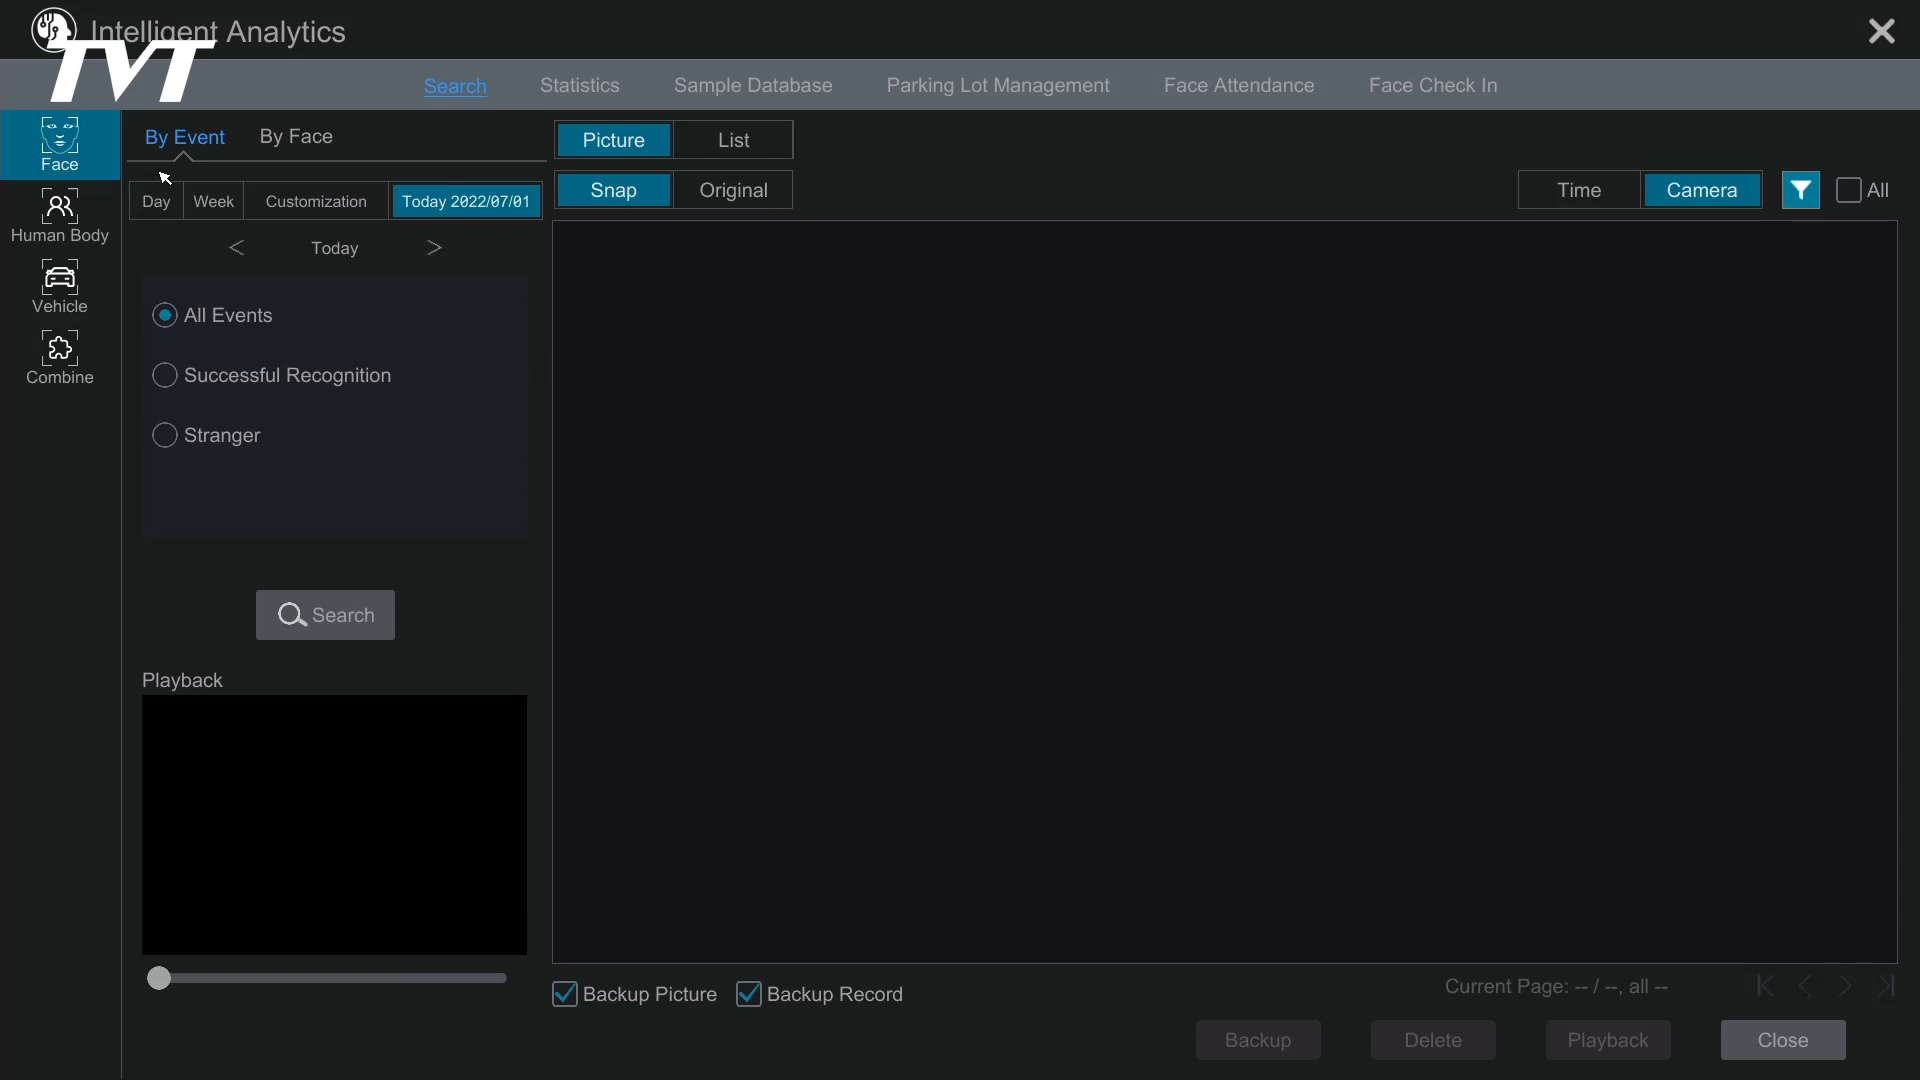 Intelligent Analytics
TVT
Search Statistics Sample Database Parking Lot Management Face Attendance Face Check In
Face
Human Body
Vehicle
Combine
By Event By Face
Day Week Customization Today 2022/07/01
< Today >
All Events
Successful Recognition
Stranger
Search
Playback
Picture List
Snap Original
Time Camera All
Backup Picture Backup Record
Current Page: -- / --, all --
Backup Delete Playback Close